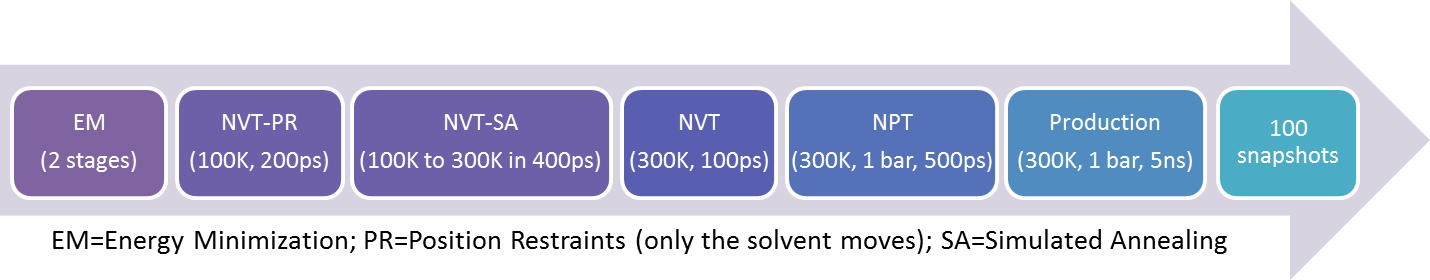 EM
(2 stages)
NVT-PR
(100K, 200ps)
NVT-SA
(100K to 300K in 400ps)
NVT
(300K, 100ps)
NPT
(300K, 1 bar, 500ps)
Production
(300K, 1 bar, 5ns)
100
snapshots
EM=Energy Minimization; PR=Position Restraints (only the solvent moves); SA=Simulated Annealing